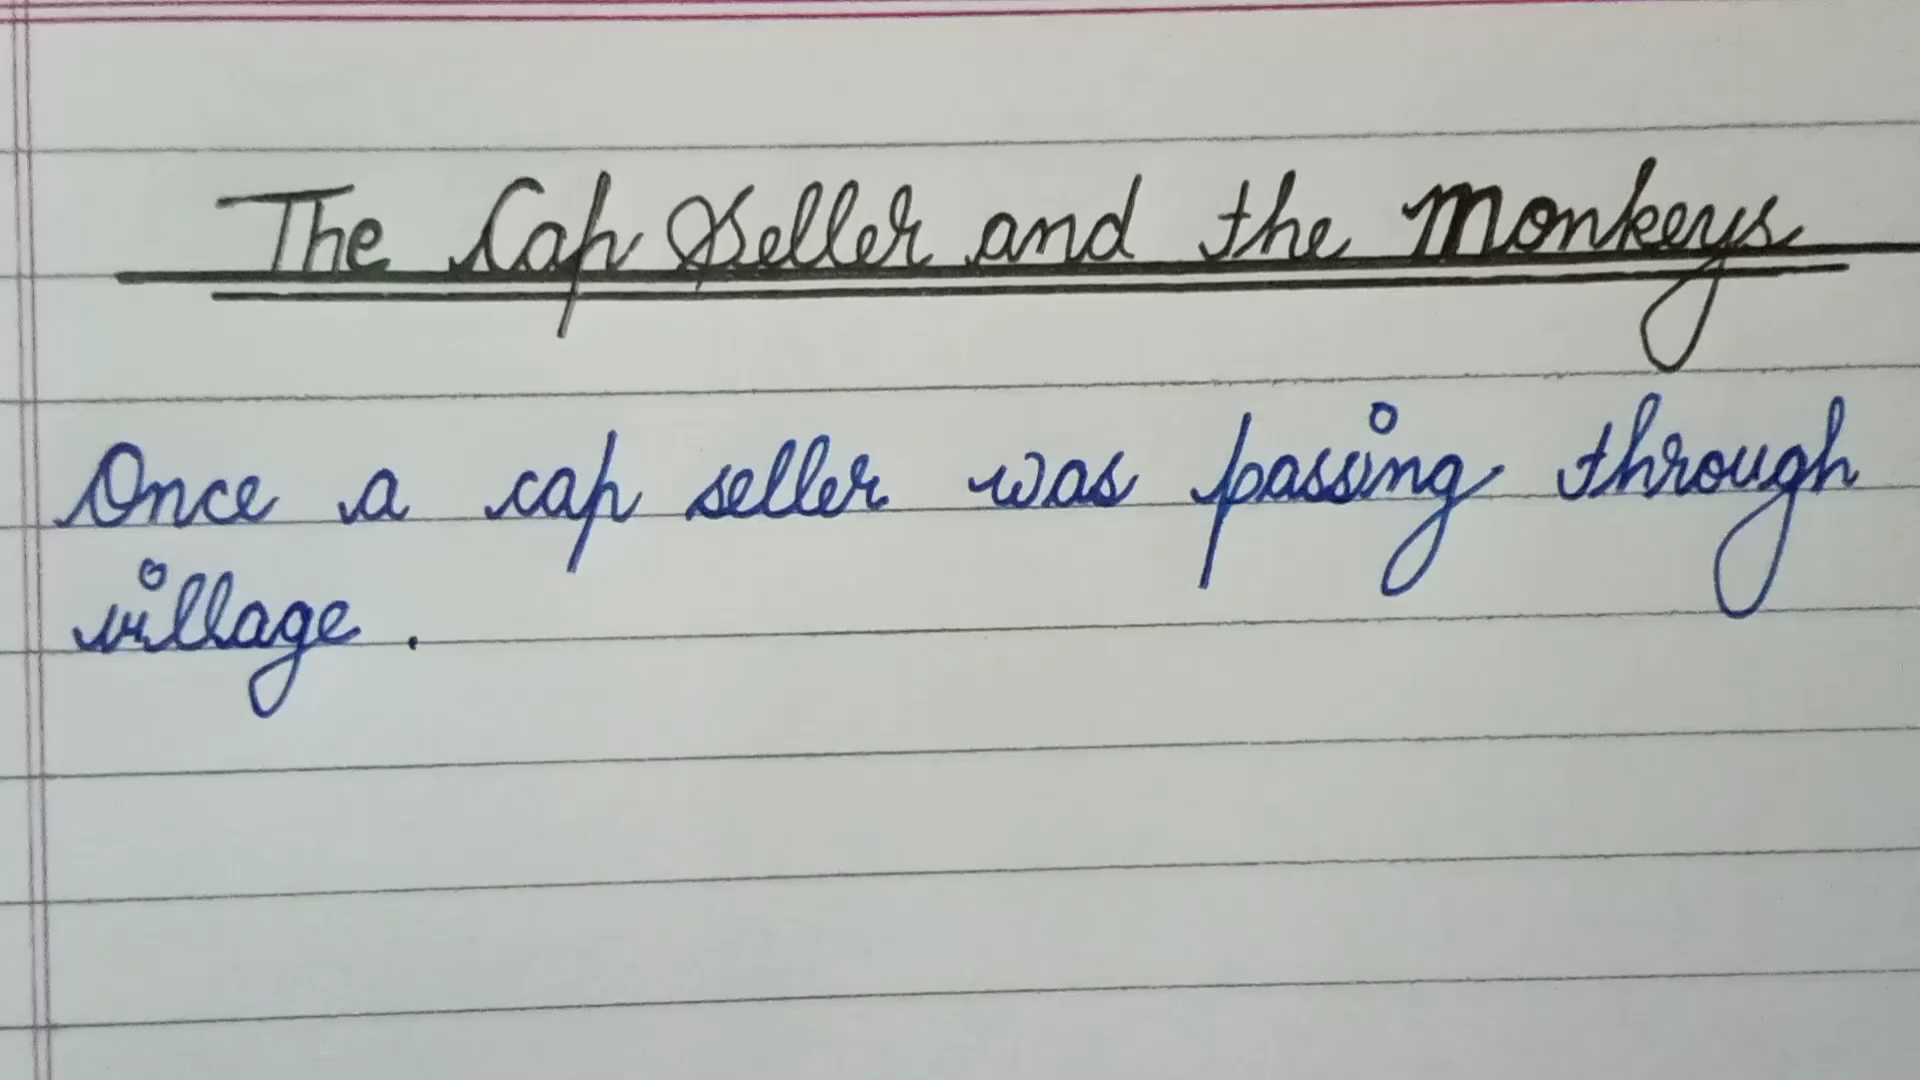 The Cap Seller and the Monkeys
Once a cap seller was passing through
village.